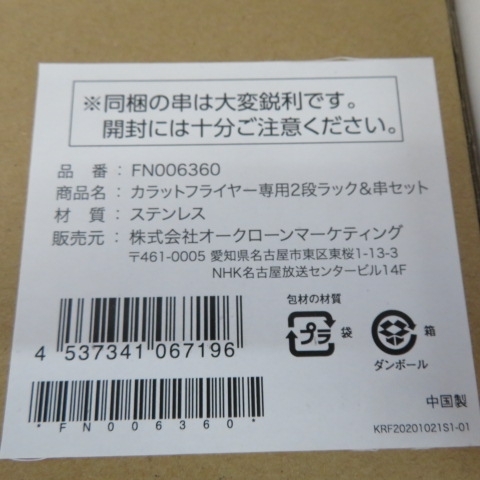 ※同梱の串は大変鋭利です。
開封には十分ご注意ください。
品番：FN006360
商品名：カラットフライヤー専用2段ラック&串セット
材質：ステンレス
販売元：株式会社オークローンマーケティング
〒461-0005 愛知県名古屋市東区東桜1-13-3
NHK名古屋放送センタービル14F
包材の材質
プラ 袋
箱
ダンボール
4 537341 067196
*FN006360*
中国製
KRF20201021S1-01